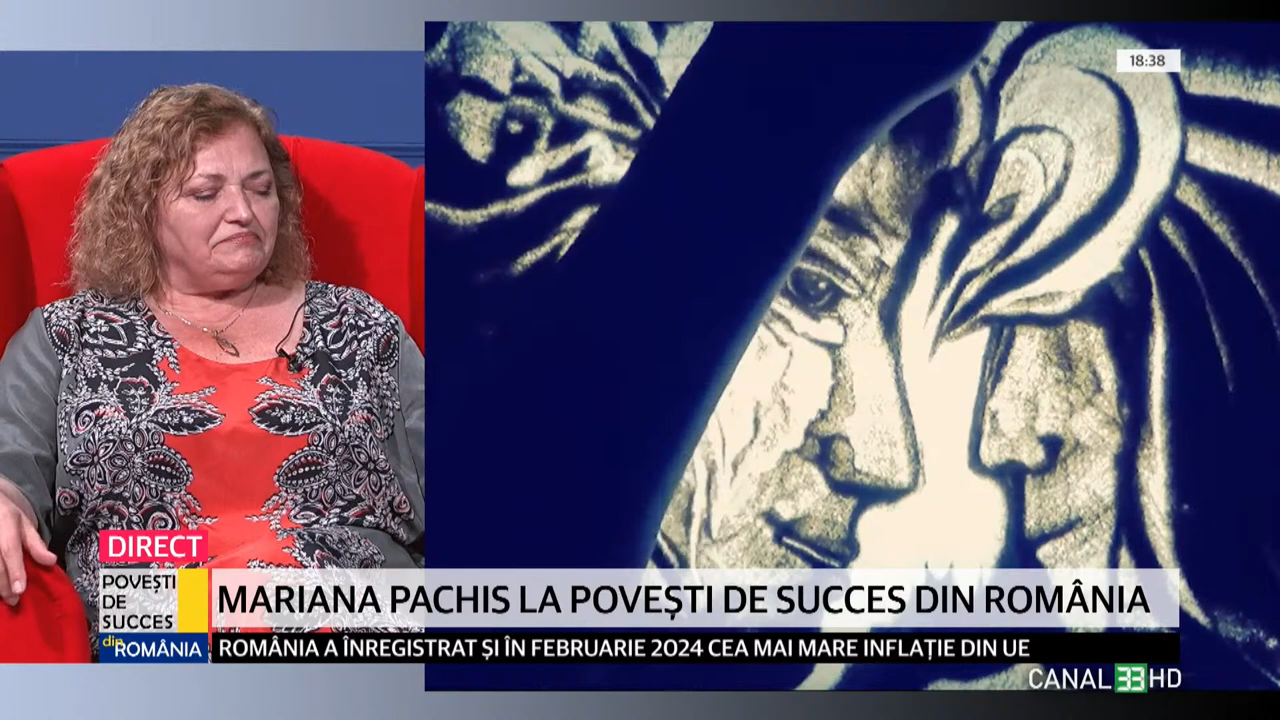 18:38
DIRECT
POVEȘTI
DE
SUCCES
din
ROMÂNIA
MARIANA PACHIS LA POVEȘTI DE SUCCES DIN ROMÂNIA
ROMÂNIA A ÎNREGISTRAT ȘI ÎN FEBRUARIE 2024 CEA MAI MARE INFLAȚIE DIN UE
CANAL 33 HD